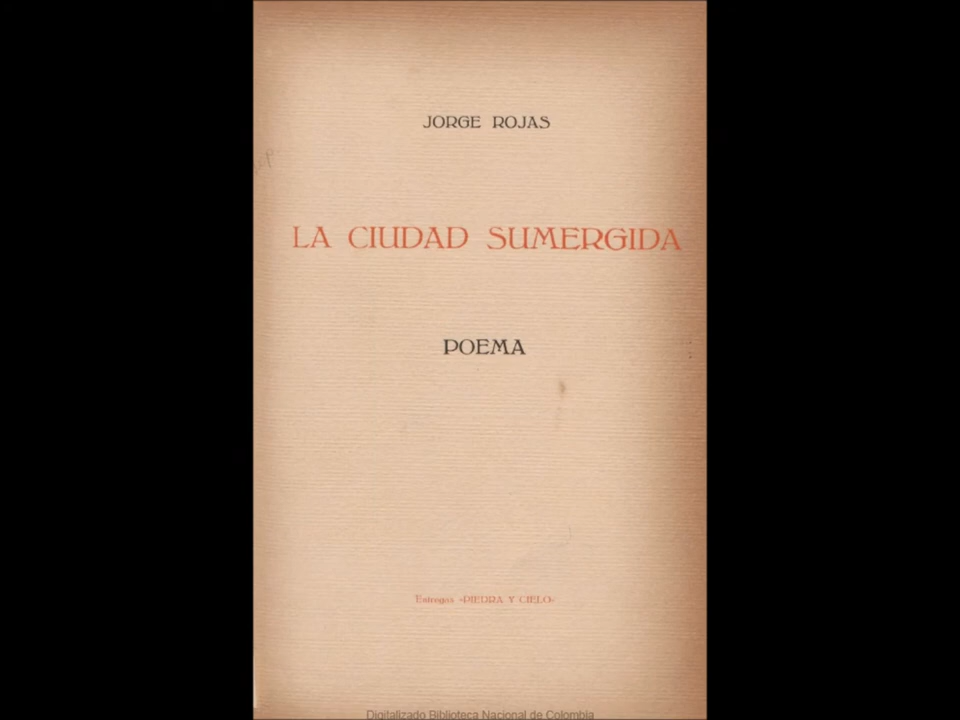 JORGE ROJAS
LA CIUDAD SUMERGIDA
POEMA
Entregas «PIEDRA Y CIELO»
Digitalizado Biblioteca Nacional de Colombia